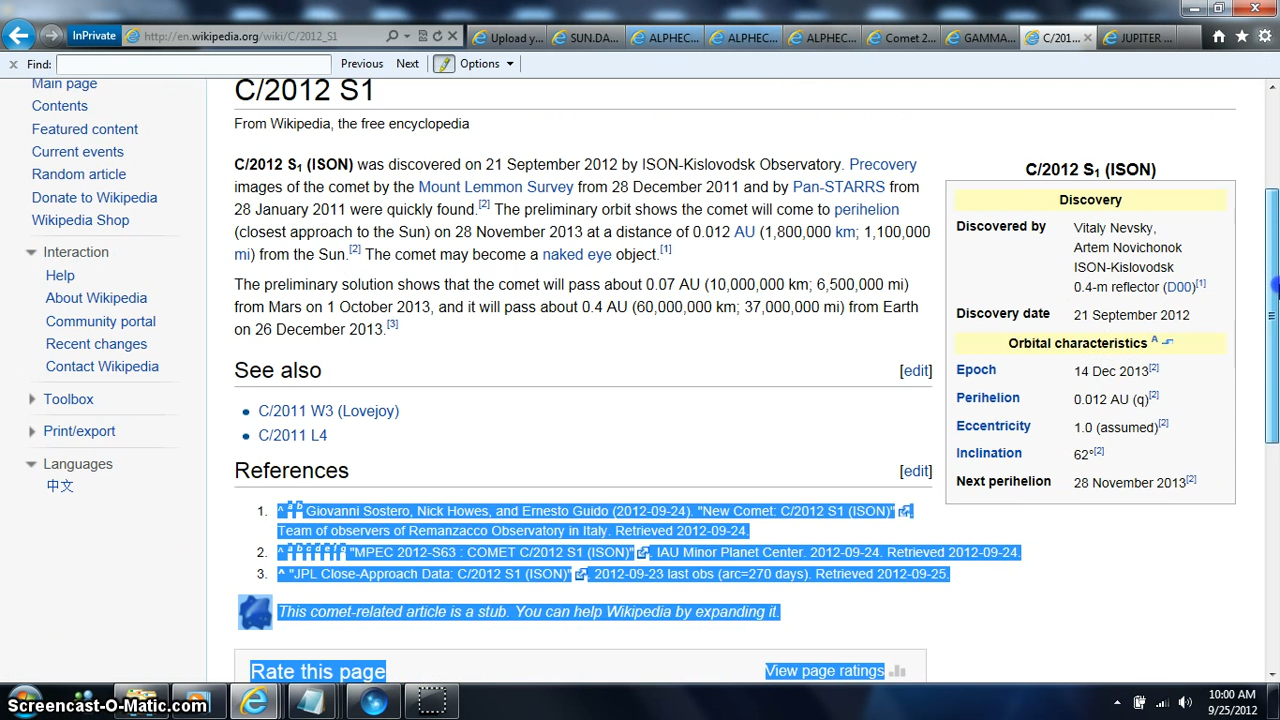 InPrivate http://en.wikipedia.org/wiki/C/2012_S1 Upload y... SUN.DA... ALPHEC... ALPHEC... ALPHEC... Comet 2... GAMMA... C/201... JUPITER ...
Find: Previous Next Options
Main page
Contents
Featured content
Current events
Random article
Donate to Wikipedia
Wikipedia Shop
Interaction
Help
About Wikipedia
Community portal
Recent changes
Contact Wikipedia
Toolbox
Print/export
Languages
中文
C/2012 S1
From Wikipedia, the free encyclopedia
C/2012 S1 (ISON) was discovered on 21 September 2012 by ISON-Kislovodsk Observatory. Precovery
images of the comet by the Mount Lemmon Survey from 28 December 2011 and by Pan-STARRS from
28 January 2011 were quickly found.[2] The preliminary orbit shows the comet will come to perihelion
(closest approach to the Sun) on 28 November 2013 at a distance of 0.012 AU (1,800,000 km; 1,100,000
mi) from the Sun.[2] The comet may become a naked eye object.[1]
The preliminary solution shows that the comet will pass about 0.07 AU (10,000,000 km; 6,500,000 mi)
from Mars on 1 October 2013, and it will pass about 0.4 AU (60,000,000 km; 37,000,000 mi) from Earth
on 26 December 2013.[3]
See also [edit]
C/2011 W3 (Lovejoy)
C/2011 L4
References [edit]
1. ^ a b Giovanni Sostero, Nick Howes, and Ernesto Guido (2012-09-24). "New Comet: C/2012 S1 (ISON)".
Team of observers of Remanzacco Observatory in Italy. Retrieved 2012-09-24.
2. ^ a b c d e f g "MPEC 2012-S63 : COMET C/2012 S1 (ISON)". IAU Minor Planet Center. 2012-09-24. Retrieved 2012-09-24.
3. ^ "JPL Close-Approach Data: C/2012 S1 (ISON)". 2012-09-23 last obs (arc=270 days). Retrieved 2012-09-25.
This comet-related article is a stub. You can help Wikipedia by expanding it.
Rate this page View page ratings
C/2012 S1 (ISON)
Discovery
Discovered by Vitaly Nevsky,
Artem Novichonok
ISON-Kislovodsk
0.4-m reflector (D00)[1]
Discovery date 21 September 2012
Orbital characteristics A
Epoch 14 Dec 2013[2]
Perihelion 0.012 AU (q)[2]
Eccentricity 1.0 (assumed)[2]
Inclination 62°[2]
Next perihelion 28 November 2013[2]
Screencast-O-Matic.com
10:00 AM
9/25/2012